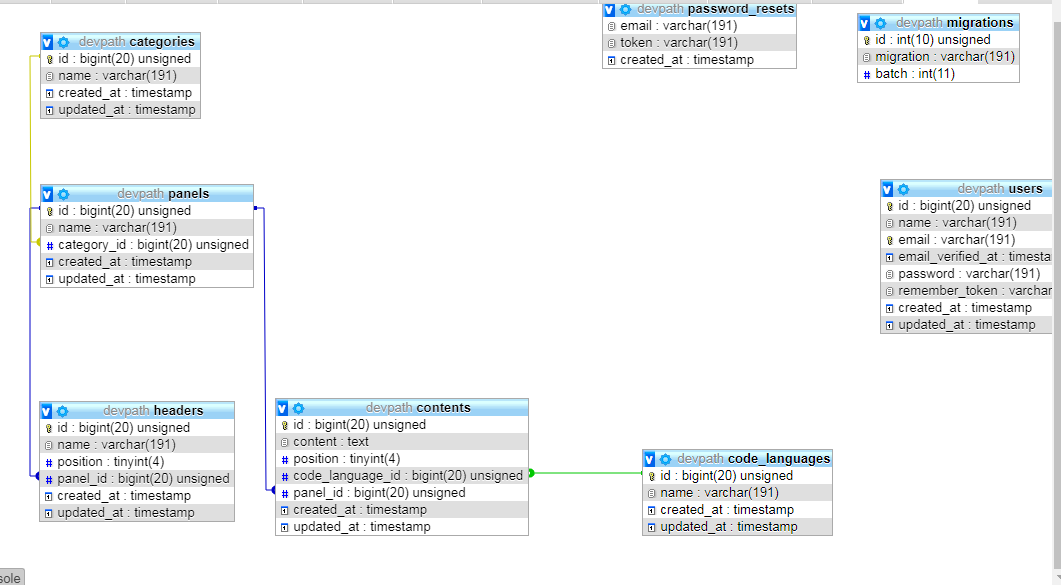 devpath categories
id : bigint(20) unsigned
name : varchar(191)
created_at : timestamp
updated_at : timestamp
devpath password_resets
email : varchar(191)
token : varchar(191)
created_at : timestamp
devpath migrations
id : int(10) unsigned
migration : varchar(191)
batch : int(11)
devpath panels
id : bigint(20) unsigned
name : varchar(191)
category_id : bigint(20) unsigned
created_at : timestamp
updated_at : timestamp
devpath users
id : bigint(20) unsigned
name : varchar(191)
email : varchar(191)
email_verified_at : timesta
password : varchar(191)
remember_token : varchar
created_at : timestamp
updated_at : timestamp
devpath headers
id : bigint(20) unsigned
name : varchar(191)
position : tinyint(4)
panel_id : bigint(20) unsigned
created_at : timestamp
updated_at : timestamp
devpath contents
id : bigint(20) unsigned
content : text
position : tinyint(4)
code_language_id : bigint(20) unsigned
panel_id : bigint(20) unsigned
created_at : timestamp
updated_at : timestamp
devpath code_languages
id : bigint(20) unsigned
name : varchar(191)
created_at : timestamp
updated_at : timestamp
sole